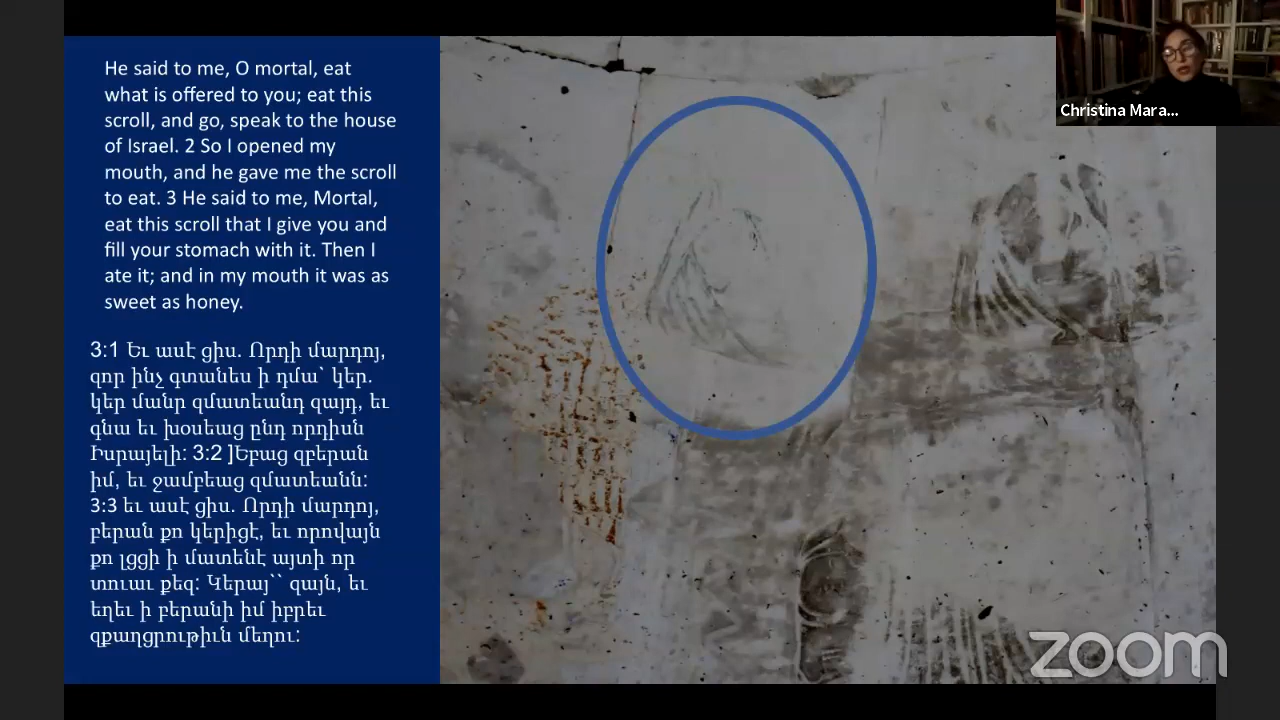 He said to me, O mortal, eat
what is offered to you; eat this
scroll, and go, speak to the house
of Israel. 2 So I opened my
mouth, and he gave me the scroll
to eat. 3 He said to me, Mortal,
eat this scroll that I give you and
fill your stomach with it. Then I
ate it; and in my mouth it was as
sweet as honey.
3:1 Եւ ասէ ցիս. Որդի մարդոյ,
զոր ինչ գտանես ի դմա՝ կեր.
կեր մանր զմատեանդ զայդ, եւ
գնա եւ խօսեաց ընդ որդիսն
Իսրայելի: 3:2 ]Եբաց զբերան
իմ, եւ ջամբեաց զմատեանն:
3:3 եւ ասէ ցիս. Որդի մարդոյ,
բերան քո կերիցէ, եւ որովայն
քո լցցի ի մատենէ այտի որ
տուաւ քեզ: Կերայ՝՝ զայն, եւ
եղեւ ի բերանի իմ իբրեւ
զքաղցրութիւն մեղու:
Christina Mara...
zoom